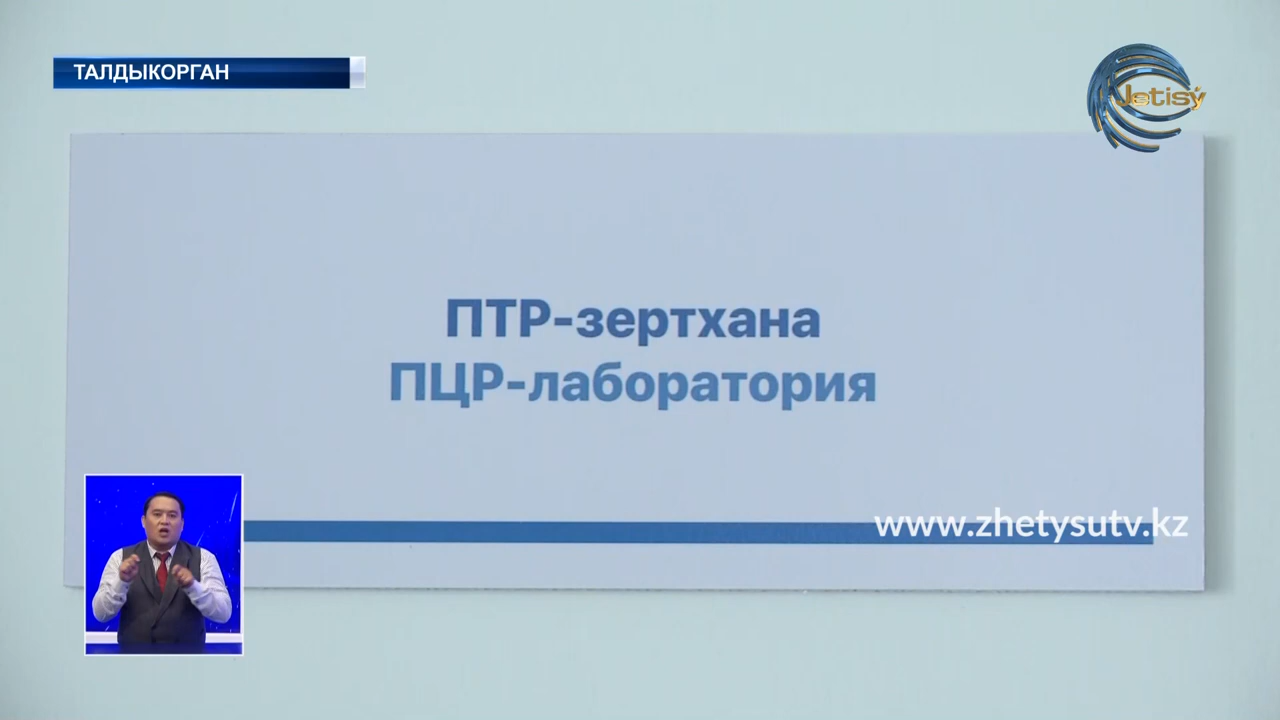 ТАЛДЫКОРГАН
Jetisý
ПТР-зертхана
ПЦР-лаборатория
www.zhetysutv.kz